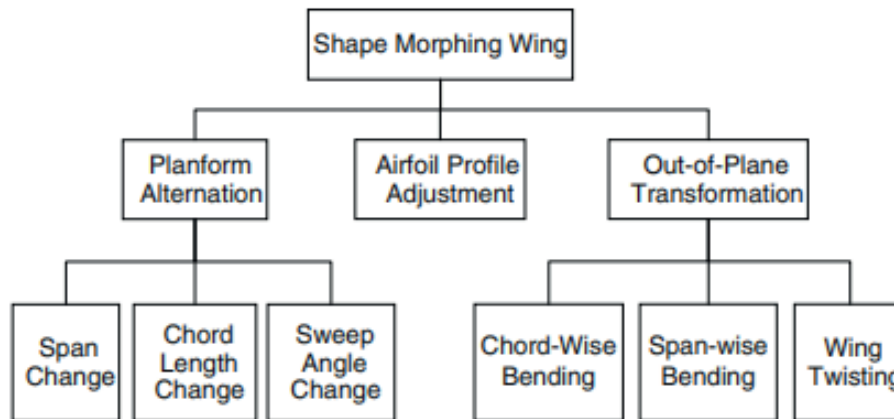 Shape Morphing Wing
Planform
Alternation
Airfoil Profile
Adjustment
Out-of-Plane
Transformation
Span
Change
Chord
Length
Change
Sweep
Angle
Change
Chord-Wise
Bending
Span-wise
Bending
Wing
Twisting